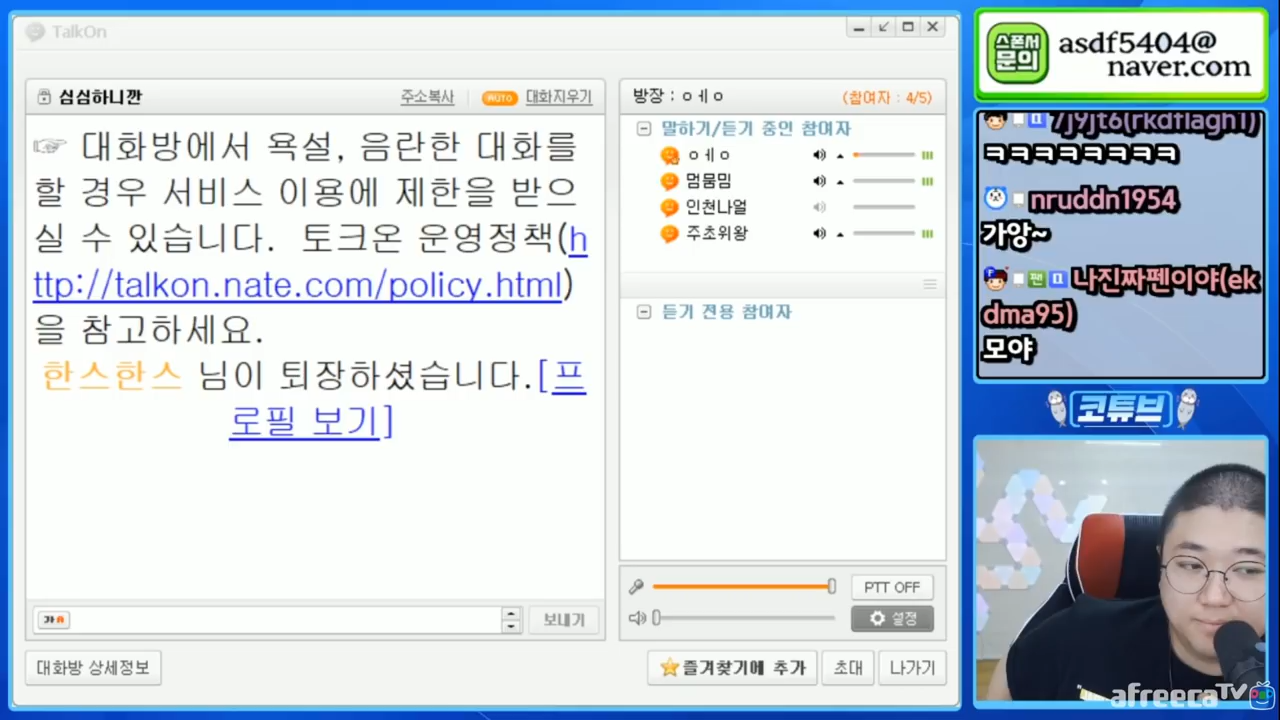 TalkOn
심심하니깐
주소복사
AUTO 대화지우기
☞ 대화방에서 욕설, 음란한 대화를
할 경우 서비스 이용에 제한을 받으
실 수 있습니다. 토크온 운영정책(h
ttp://talkon.nate.com/policy.html)
을 참고하세요.
한스한스 님이 퇴장하셨습니다.[프
로필 보기]
가
보내기
대화방 상세정보
방장 : ㅇㅔㅇ
(참여자 : 4/5)
말하기/듣기 중인 참여자
ㅇㅔㅇ
멈뭄밈
인천나얼
주초위왕
듣기 전용 참여자
PTT OFF
설정
즐겨찾기에 추가
초대
나가기
스폰서
문의
asdf5404@
naver.com
7j9jt6(rkdflagh1)
ㅋㅋㅋㅋㅋㅋㅋㅋ
nruddn1954
가앙~
팬 나진짜펜이야(ek
dma95)
모야
코튜브
afreecaTV